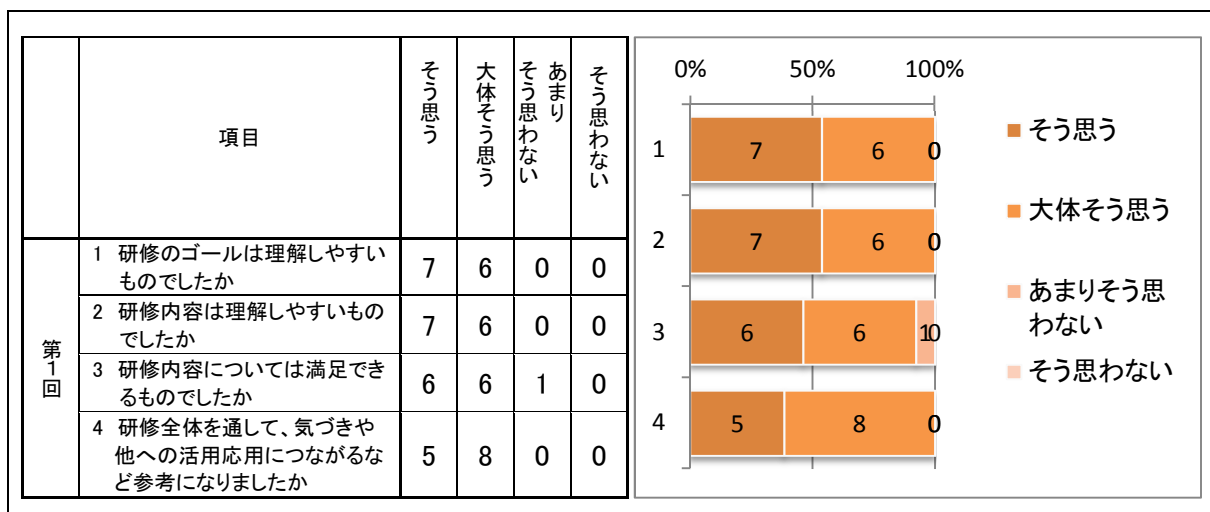 項目
そう思う
大体そう思う
あまり
そう思わない
そう思わない
第1回
1 研修のゴールは理解しやすい
ものでしたか
7 6 0 0
2 研修内容は理解しやすいもの
でしたか
7 6 0 0
3 研修内容については満足でき
るものでしたか
6 6 1 0
4 研修全体を通して、気づきや
他への活用応用につながるな
ど参考になりましたか
5 8 0 0
0% 50% 100%
1 7 6 0 0
2 7 6 0 0
3 6 6 1 0
4 5 8 0 0
そう思う
大体そう思う
あまりそう思
わない
そう思わない